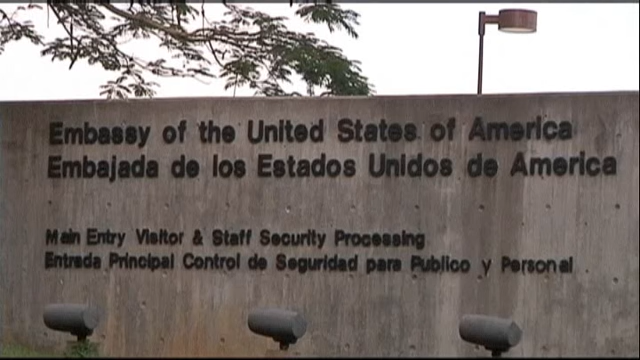 Embassy of the United States of America
Embajada de los Estados Unidos de America
Main Entry Visitor & Staff Security Processing
Entrada Principal Control de Seguridad para Publico y Personal